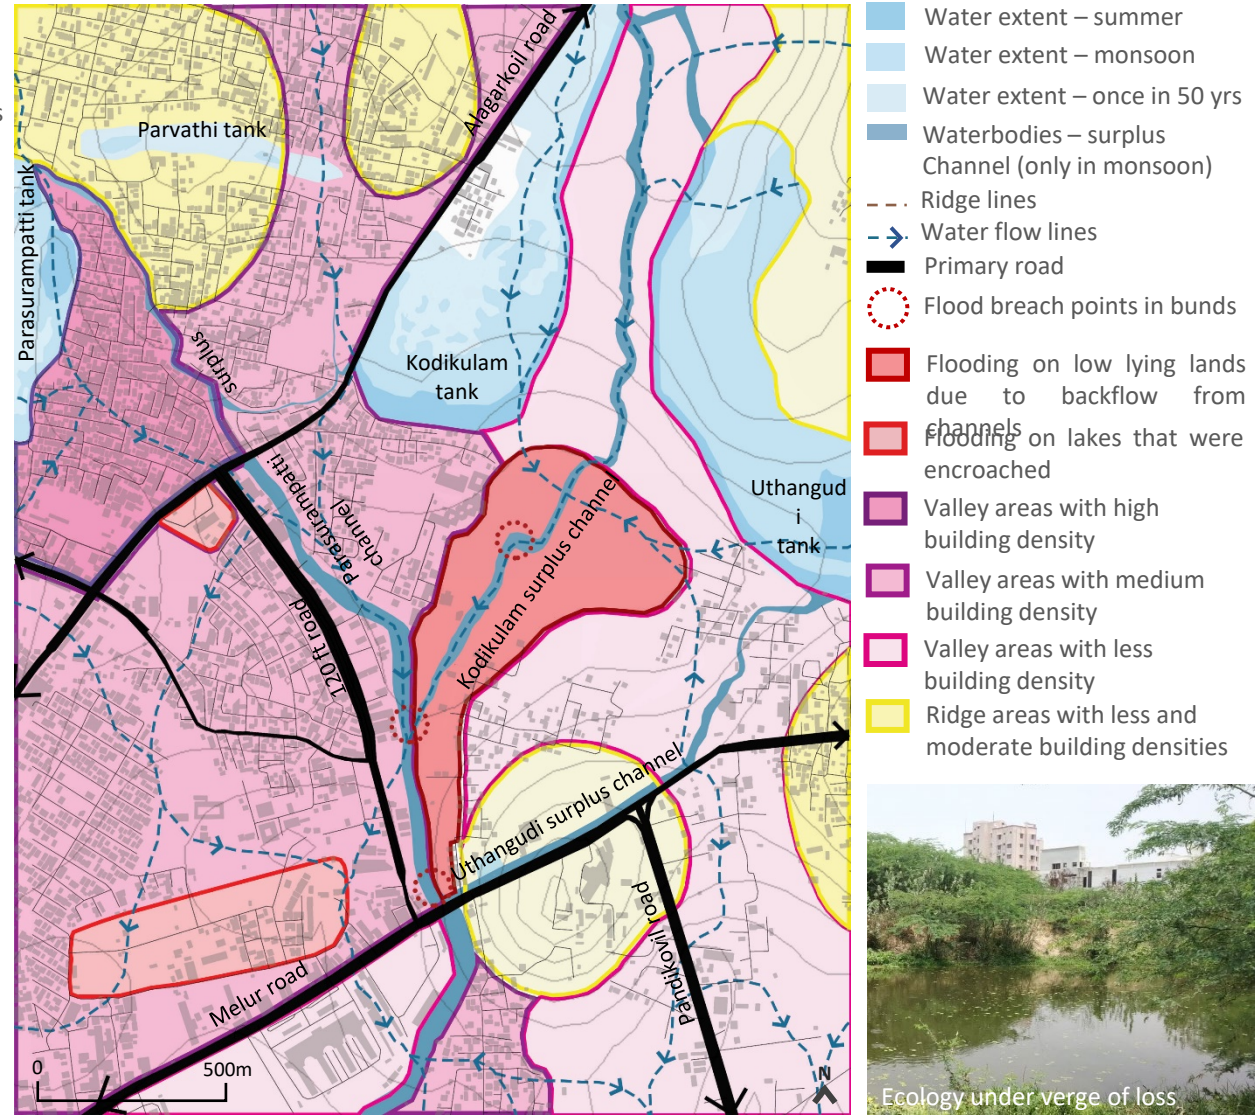 Parvathi tank
Alagarkoil road
Parasurampatti tank
surplus
Kodikulam
tank
Parasurampatti
channel
Uthangud
i
tank
Kodikulam surplus channel
120 ft road
Uthangudi surplus channel
Pandikovil road
Melur road
0
500m
N
Water extent – summer
Water extent – monsoon
Water extent – once in 50 yrs
Waterbodies – surplus
Channel (only in monsoon)
Ridge lines
Water flow lines
Primary road
Flood breach points in bunds
Flooding on low lying lands
due to backflow from
channels
Flooding on lakes that were
encroached
Valley areas with high
building density
Valley areas with medium
building density
Valley areas with less
building density
Ridge areas with less and
moderate building densities
Ecology under verge of loss